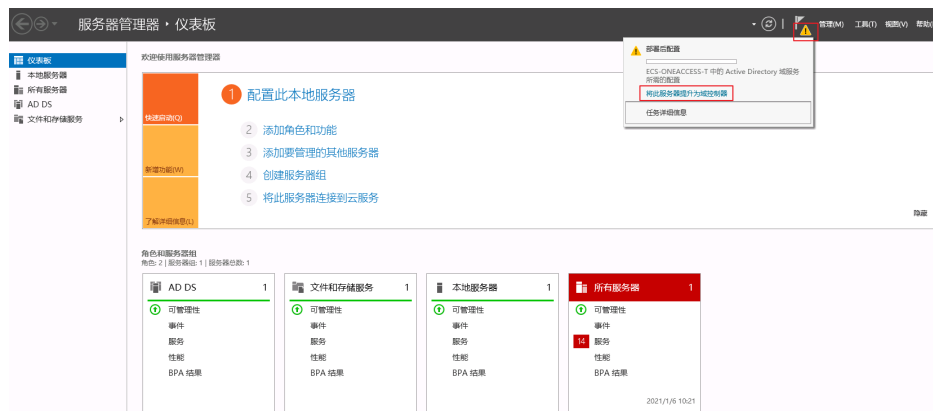 服务器管理器 · 仪表板
管理(M) 工具(T) 视图(V) 帮助(
仪表板
本地服务器
所有服务器
AD DS
文件和存储服务
欢迎使用服务器管理器
快速启动(Q)
新增功能(W)
了解详细信息(L)
1 配置此本地服务器
2 添加角色和功能
3 添加要管理的其他服务器
4 创建服务器组
5 将此服务器连接到云服务
隐藏
部署后配置
ECS-ONEACCESS-T 中的 Active Directory 域服务
所需的配置
将此服务器提升为域控制器
任务详细信息
角色和服务器组
角色: 2 | 服务器组: 1 | 服务器总数: 1
AD DS 1
可管理性
事件
服务
性能
BPA 结果
文件和存储服务 1
可管理性
事件
服务
性能
BPA 结果
本地服务器 1
可管理性
事件
服务
性能
BPA 结果
所有服务器 1
可管理性
事件
14 服务
性能
BPA 结果
2021/1/6 10:21